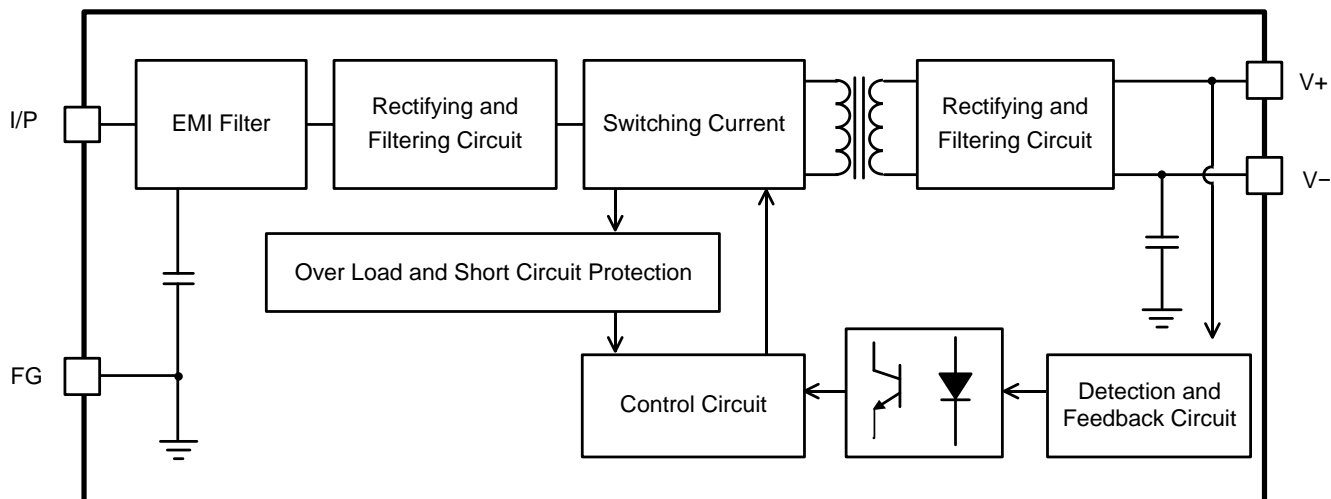 I/P
EMI Filter
Rectifying and
Filtering Circuit
Switching Current
Rectifying and
Filtering Circuit
V+
V−
Over Load and Short Circuit Protection
FG
Control Circuit
Detection and
Feedback Circuit